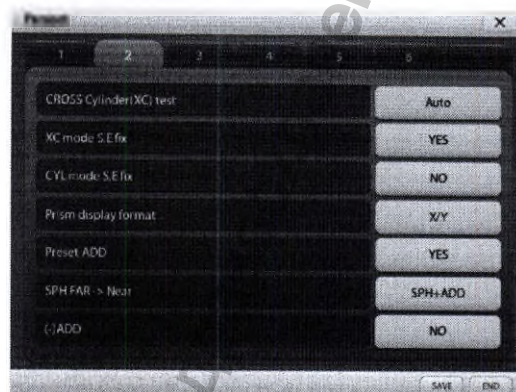 X
1 2 3 4 5 6
CROSS Cylinder(XC) test Auto
XC mode S.E fix YES
CYL mode S.E fix NO
Prism display format X/Y
Preset ADD YES
SPH FAR -> Near SPH+ADD
(-)ADD NO
SAVE END